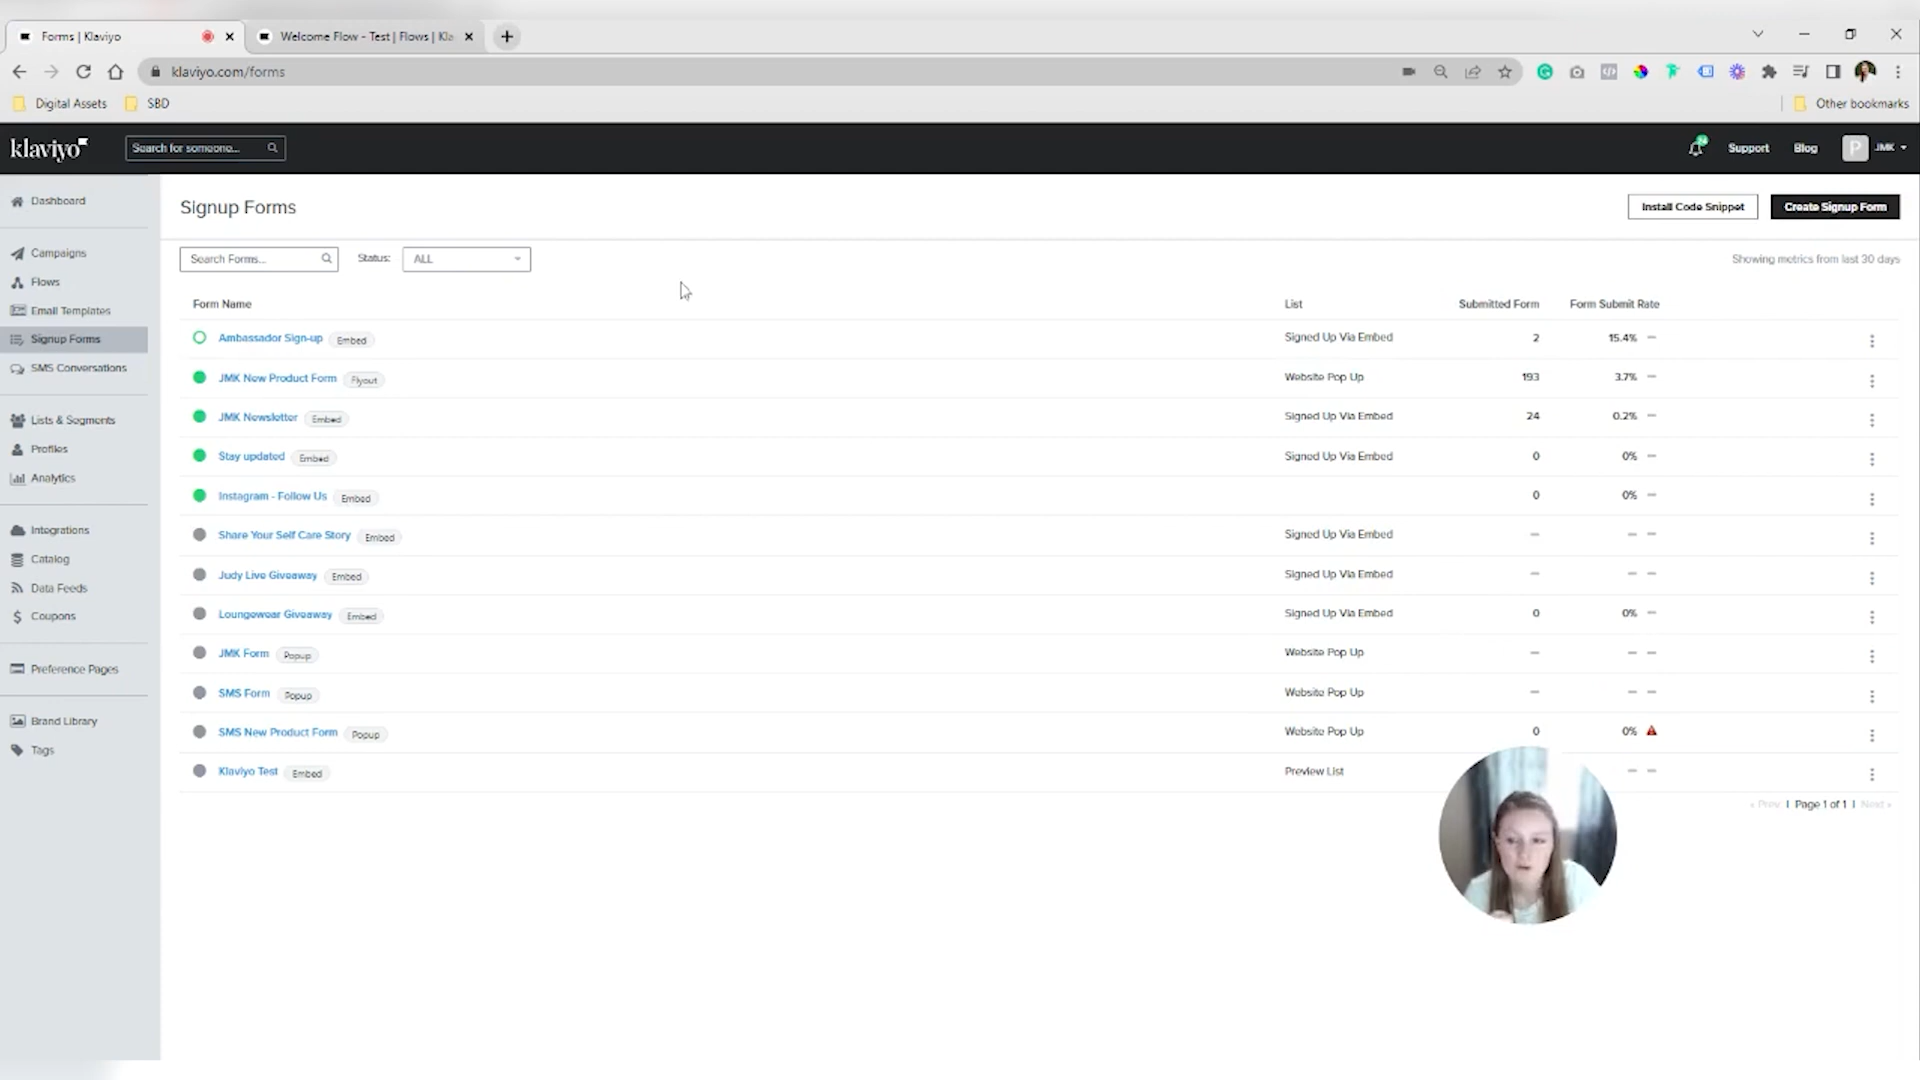 Forms | Klaviyo
Welcome Flow - Test | Flows | Kla
klaviyo.com/forms
Digital Assets
SBD
Other bookmarks
klaviyo
Search for someone...
24
Support
Blog
P
JMK
Dashboard
Campaigns
Flows
Email Templates
Signup Forms
SMS Conversations
Lists & Segments
Profiles
Analytics
Integrations
Catalog
Data Feeds
Coupons
Preference Pages
Brand Library
Tags
Signup Forms
Install Code Snippet
Create Signup Form
Search Forms...
Status:
ALL
Showing metrics from last 30 days
Form Name List Submitted Form Form Submit Rate
Ambassador Sign-up Embed Signed Up Via Embed 2 15.4% —
JMK New Product Form Flyout Website Pop Up 193 3.7% —
JMK Newsletter Embed Signed Up Via Embed 24 0.2% —
Stay updated Embed Signed Up Via Embed 0 0% —
Instagram - Follow Us Embed 0 0% —
Share Your Self Care Story Embed Signed Up Via Embed — — —
Judy Live Giveaway Embed Signed Up Via Embed — — —
Loungewear Giveaway Embed Signed Up Via Embed 0 0% —
JMK Form Popup Website Pop Up — — —
SMS Form Popup Website Pop Up — — —
SMS New Product Form Popup Website Pop Up 0 0%
Klaviyo Test Embed Preview List — —
« Prev | Page 1 of 1 | Next »